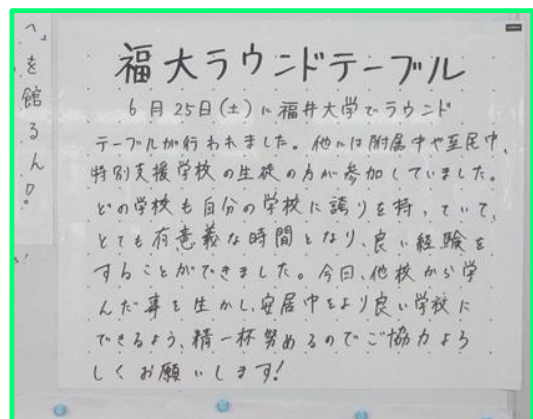 福大ラウンドテーブル
6月25日(土)に福井大学でラウンド
テーブルが行われました。他には附属中や至民中、
特別支援学校の生徒の方が参加していました。
どの学校も自分の学校に誇りを持っていて、
とても有意義な時間となり、良い経験を
することができました。今日、他校から学
んだ事を生かし、安居中をより良い学校に
できるよう、精一杯努めるのでご協力よろ
しくお願いします!
へ
を
館
る
ん
!